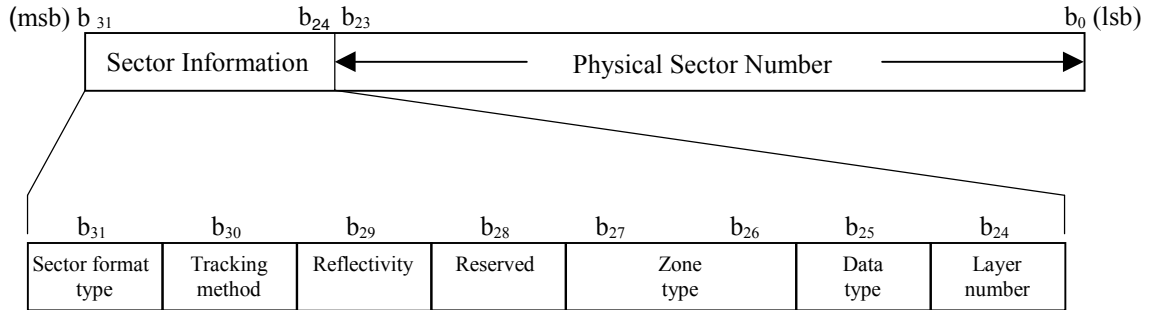 (msb) b 31 b24 b23 b0 (lsb)
Sector Information Physical Sector Number
b31 b30 b29 b28 b27 b26 b25 b24
Sector format Tracking Reflectivity Reserved Zone Data Layer
type method type type number